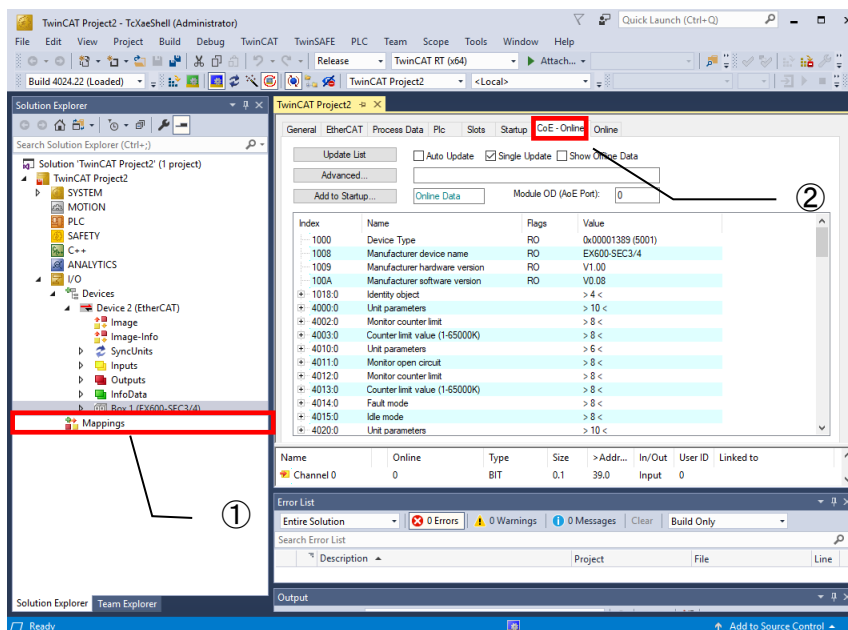 TwinCAT Project2 - TcXaeShell (Administrator)
Quick Launch (Ctrl+Q)
File Edit View Project Build Debug TwinCAT TwinSAFE PLC Team Scope Tools Window Help
Release TwinCAT RT (x64) Attach...
Build 4024.22 (Loaded) TwinCAT Project2 <Local>
Solution Explorer
Search Solution Explorer (Ctrl+;)
Solution 'TwinCAT Project2' (1 project)
TwinCAT Project2
SYSTEM
MOTION
PLC
SAFETY
C++
ANALYTICS
I/O
Devices
Device 2 (EtherCAT)
Image
Image-Info
SyncUnits
Inputs
Outputs
InfoData
Box 1 (EX600-SEC3/4)
Mappings
①
Solution Explorer Team Explorer
TwinCAT Project2
General EtherCAT Process Data Plc Slots Startup CoE - Online Online
Update List Auto Update Single Update Show Offline Data
Advanced...
Add to Startup... Online Data Module OD (AoE Port): 0
②
Index Name Flags Value
1000 Device Type RO 0x00001389 (5001)
1008 Manufacturer device name RO EX600-SEC3/4
1009 Manufacturer hardware version RO V1.00
100A Manufacturer software version RO V0.08
1018:0 Identity object > 4 <
4000:0 Unit parameters > 10 <
4002:0 Monitor counter limit > 8 <
4003:0 Counter limit value (1-65000K) > 8 <
4010:0 Unit parameters > 6 <
4011:0 Monitor open circuit > 8 <
4012:0 Monitor counter limit > 8 <
4013:0 Counter limit value (1-65000K) > 8 <
4014:0 Fault mode > 8 <
4015:0 Idle mode > 8 <
4020:0 Unit parameters > 10 <
Name Online Type Size >Addr... In/Out User ID Linked to
Channel 0 0 BIT 0.1 39.0 Input 0
Error List
Entire Solution 0 Errors 0 Warnings 0 Messages Clear Build Only
Search Error List
Description Project File Line
Output
Ready Add to Source Control